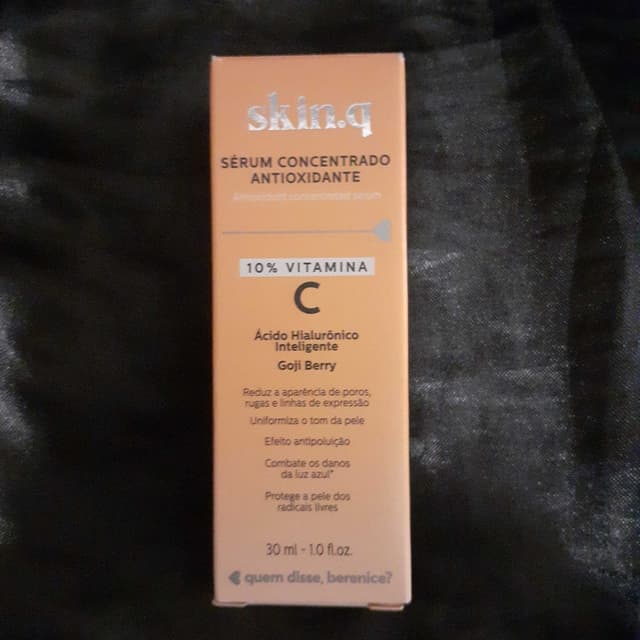 skin.q
SÉRUM CONCENTRADO
ANTIOXIDANTE
Antioxidant concentrated serum
10% VITAMINA
C
Ácido Hialurônico
Inteligente
Goji Berry
Reduz a aparência de poros,
rugas e linhas de expressão
Uniformiza o tom da pele
Efeito antipoluição
Combate os danos
da luz azul*
Protege a pele dos
radicais livres
30 ml - 1.0 fl.oz.
quem disse, berenice?